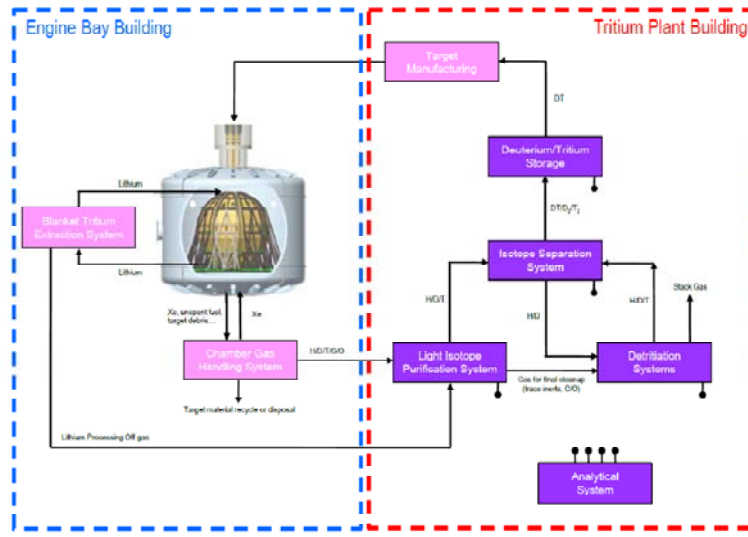 Engine Bay Building
Tritium Plant Building
Target
Manufacturing
DT
Deuterium/Tritium
Storage
Lithium
Blanket Tritium
Extraction System
Lithium
DT/D2/T2
Isotope Separation
System
Stack Gas
Xe, unspent fuel,
target debris...
Xe
H/D/T
H/D
H/D/T
Chamber Gas
Handling System
H/D/T/C/O
Light Isotope
Purification System
Detritiation
Systems
Gas for final cleanup
(trace inerts, C/O)
Target material recycle or disposal
Lithium Processing Off gas
Analytical
System